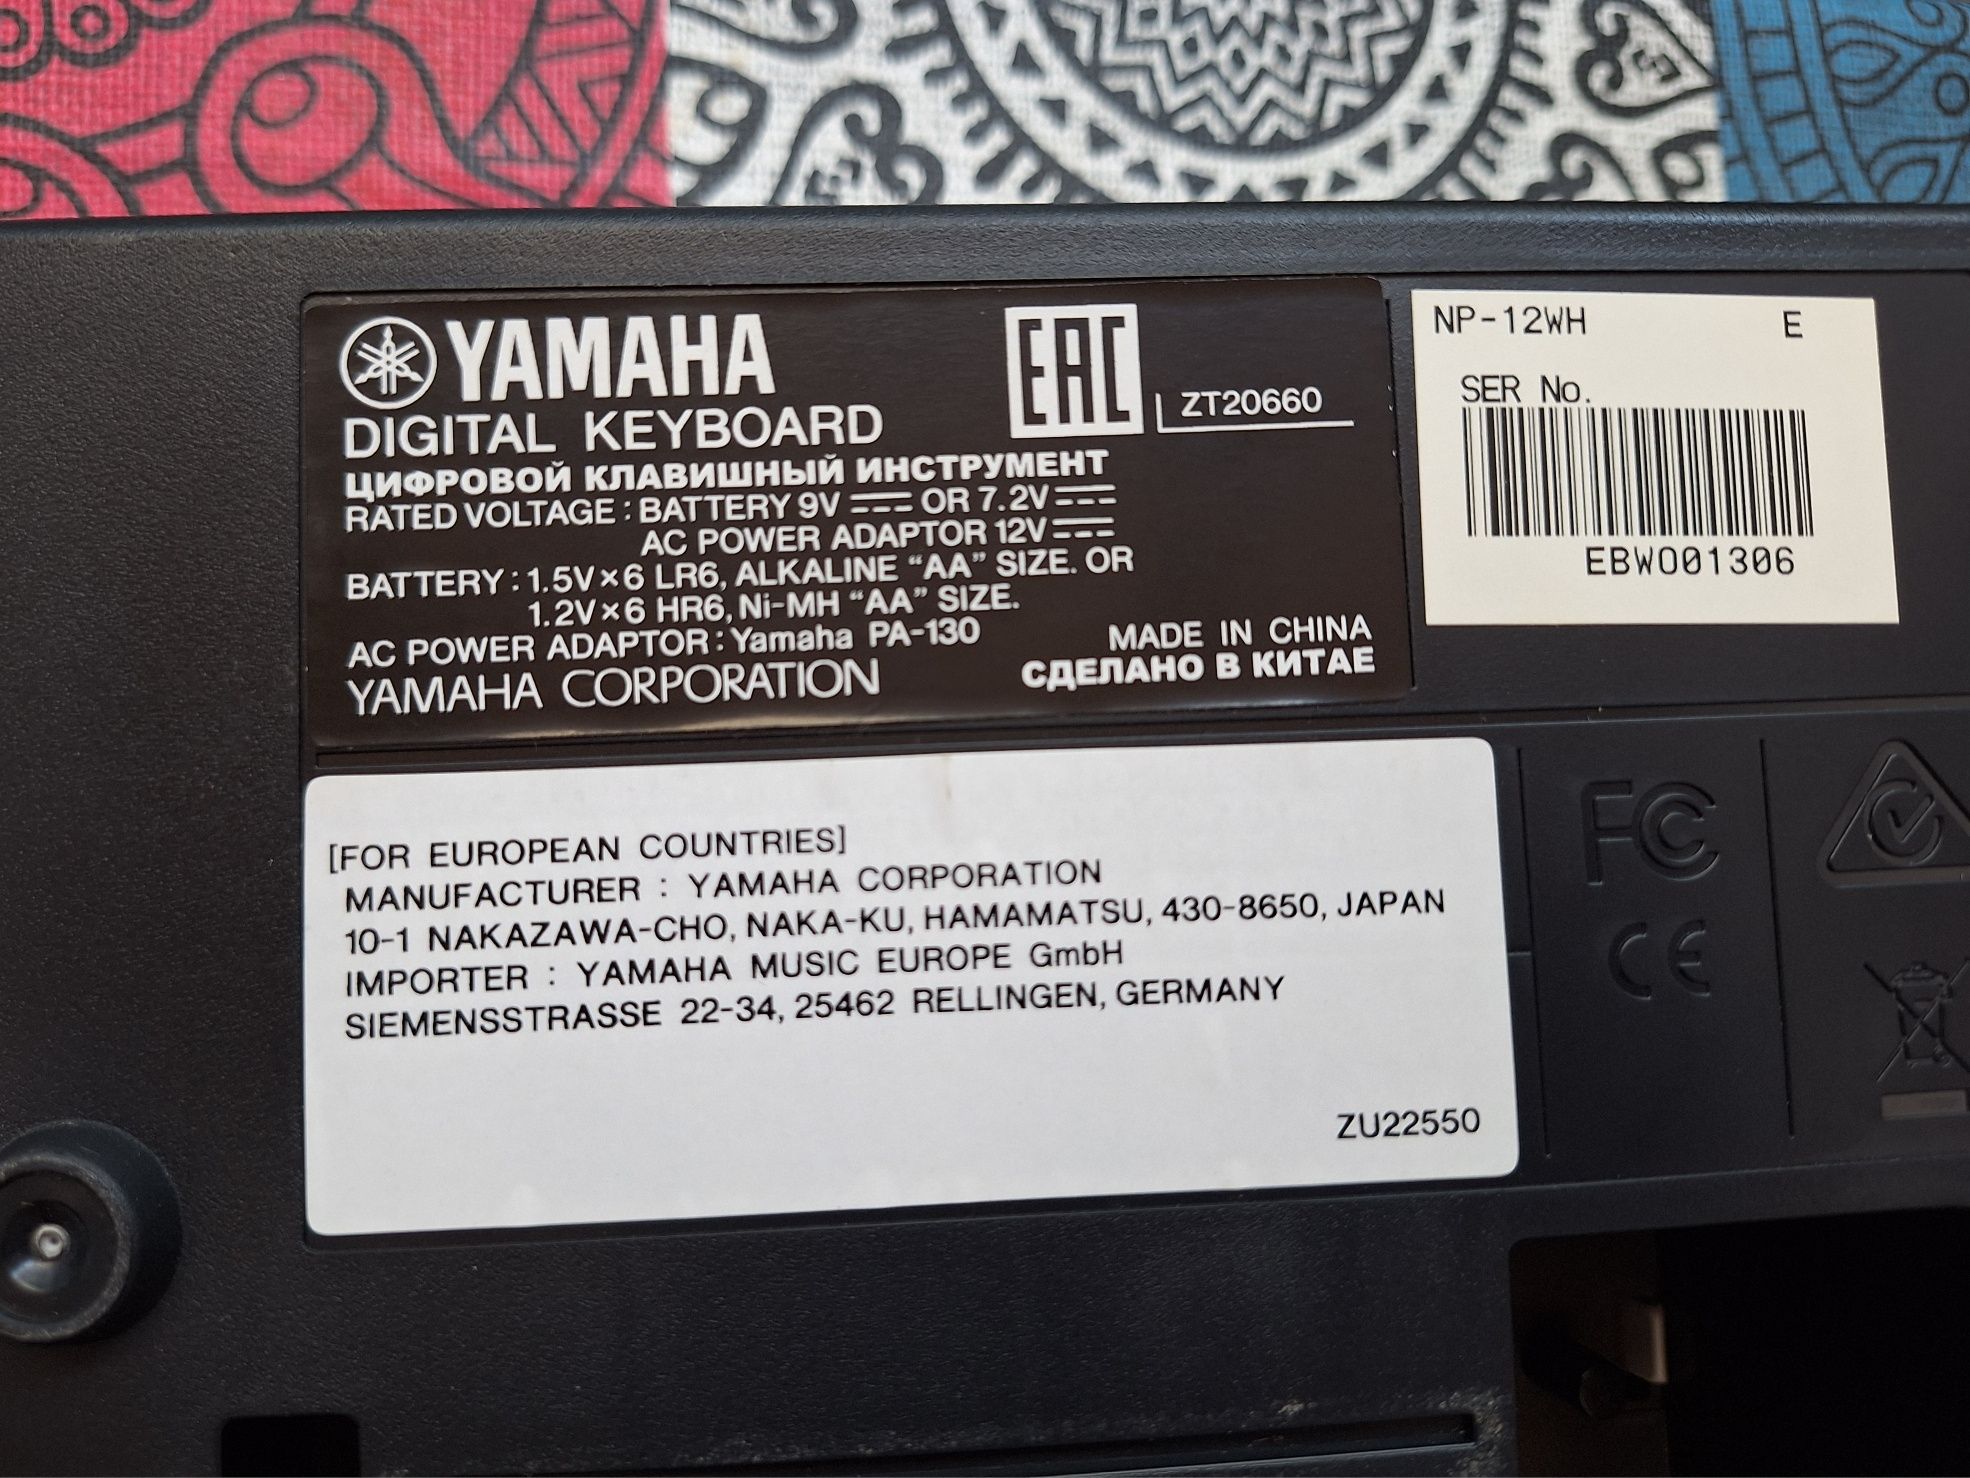 YAMAHA
EAC
ZT20660
DIGITAL KEYBOARD
ЦИФРОВОЙ КЛАВИШНЫЙ ИНСТРУМЕНТ
RATED VOLTAGE : BATTERY 9V ⎓ OR 7.2V ⎓
AC POWER ADAPTOR 12V ⎓
BATTERY : 1.5V×6 LR6, ALKALINE “AA” SIZE. OR
1.2V×6 HR6, Ni-MH “AA” SIZE.
AC POWER ADAPTOR : Yamaha PA-130
YAMAHA CORPORATION
MADE IN CHINA
СДЕЛАНО В КИТАЕ
NP-12WH E
SER No.
EBWO01306
[FOR EUROPEAN COUNTRIES]
MANUFACTURER : YAMAHA CORPORATION
10-1 NAKAZAWA-CHO, NAKA-KU, HAMAMATSU, 430-8650, JAPAN
IMPORTER : YAMAHA MUSIC EUROPE GmbH
SIEMENSSTRASSE 22-34, 25462 RELLINGEN, GERMANY
ZU22550
FC
CE